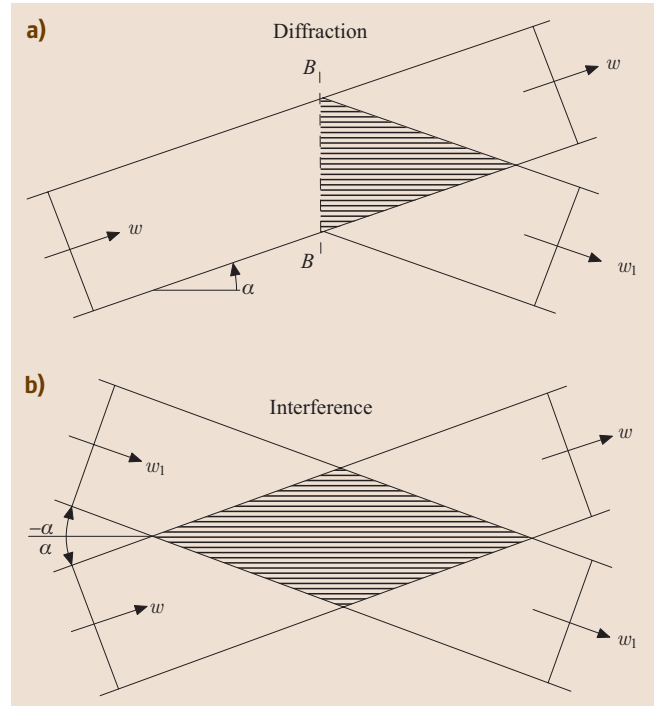 a)
Diffraction
B
w
w
B
w₁
α
b)
Interference
w
w₁
−α
α
w
w₁